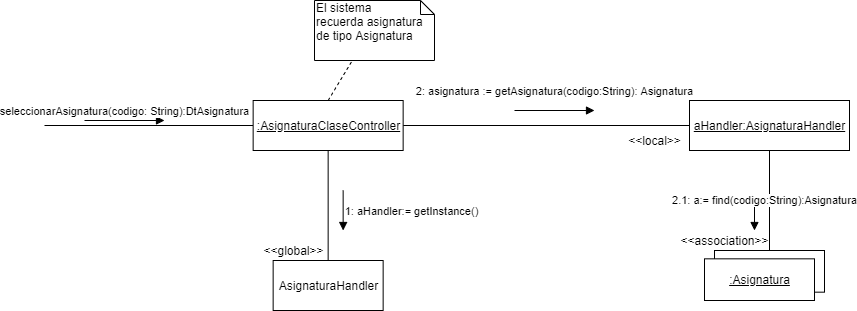 El sistema
recuerda asignatura
de tipo Asignatura
2: asignatura := getAsignatura(codigo:String): Asignatura
seleccionarAsignatura(codigo: String):DtAsignatura
:AsignaturaClaseController
aHandler:AsignaturaHandler
<<local>>
2.1: a:= find(codigo:String):Asignatura
1: aHandler:= getInstance()
<<association>>
<<global>>
:Asignatura
AsignaturaHandler